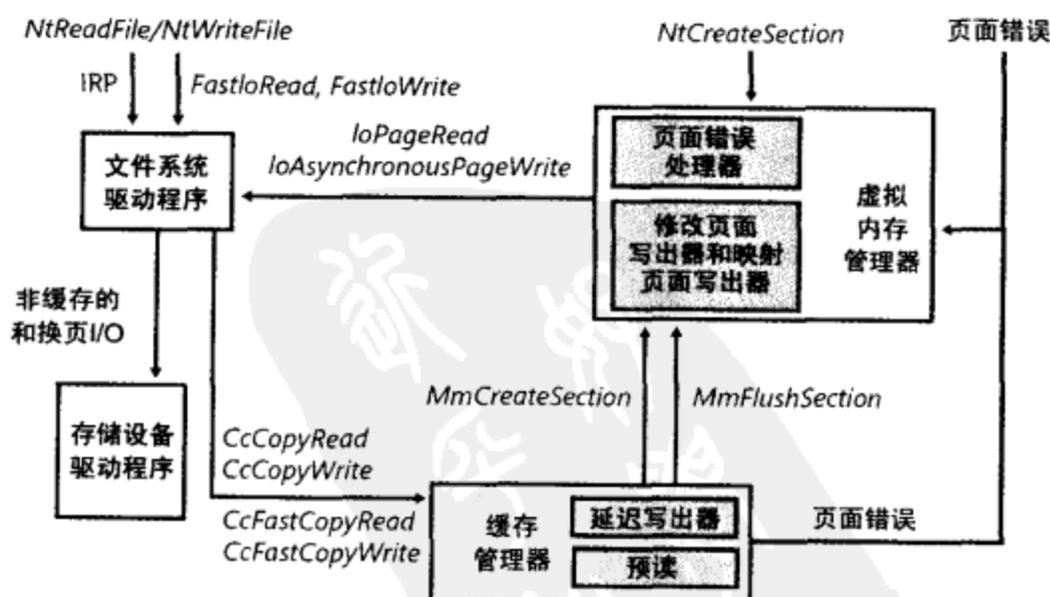 NtReadFile/NtWriteFile
NtCreateSection
页面错误
IRP
FastIoRead, FastIoWrite
IoPageRead
IoAsynchronousPageWrite
文件系统
驱动程序
页面错误
处理器
修改页面
写出器和映射
页面写出器
虚拟
内存
管理器
非缓存的
和换页I/O
存储设备
驱动程序
MmCreateSection
MmFlushSection
CcCopyRead
CcCopyWrite
CcFastCopyRead
CcFastCopyWrite
缓存
管理器
延迟写出器
预读
页面错误